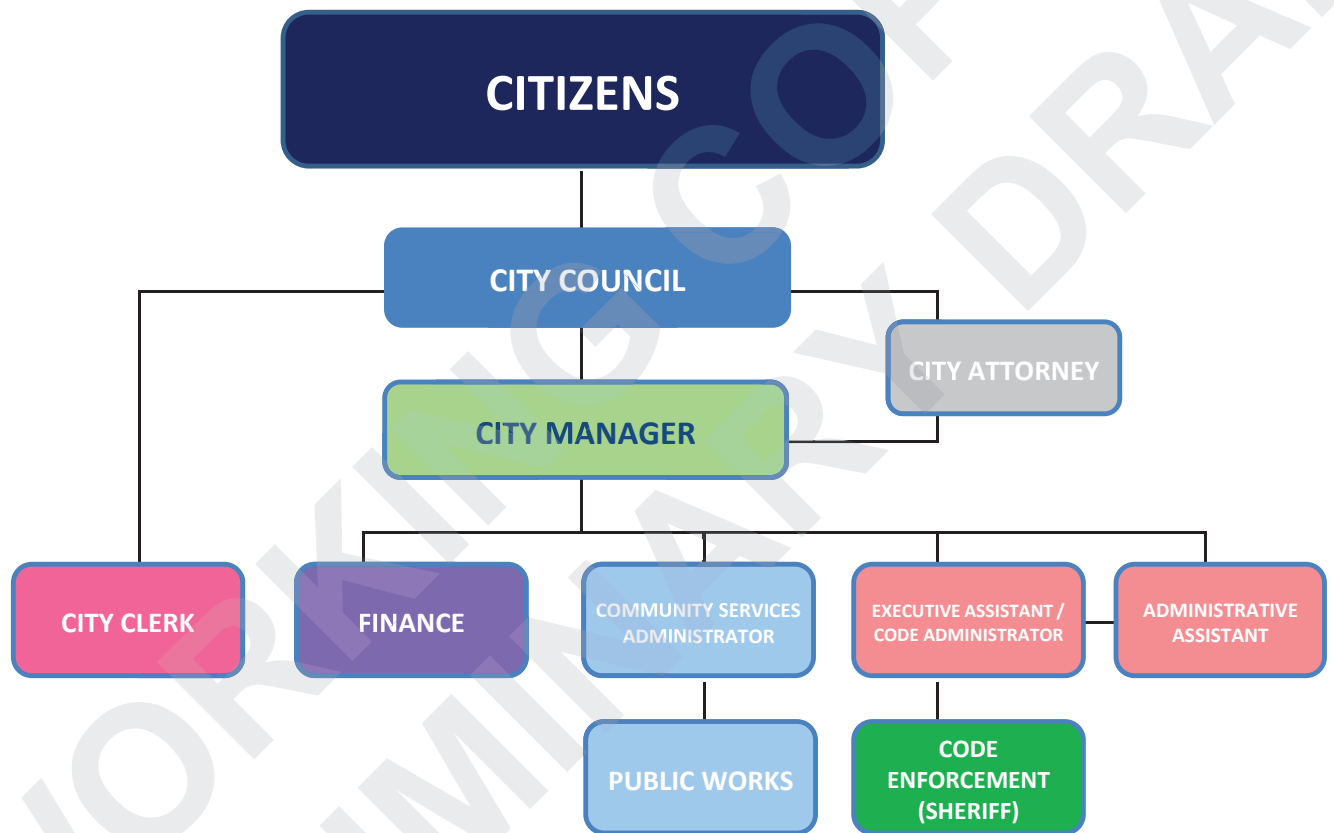 CITIZENS
CITY COUNCIL
CITY ATTORNEY
CITY MANAGER
CITY CLERK
FINANCE
COMMUNITY SERVICES
ADMINISTRATOR
EXECUTIVE ASSISTANT /
CODE ADMINISTRATOR
ADMINISTRATIVE
ASSISTANT
PUBLIC WORKS
CODE
ENFORCEMENT
(SHERIFF)
WORKING